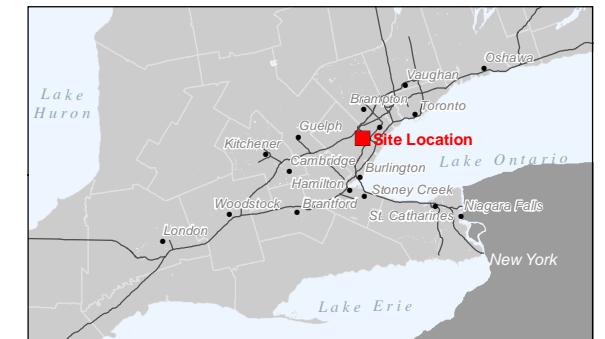 Oshawa
Vaughan
Lake
Huron
Brampton
Toronto
Guelph
Site Location
Kitchener
Cambridge
Lake Ontario
Burlington
Hamilton
Stoney Creek
Woodstock
Brantford
Niagara Falls
St. Catharines
London
New York
Lake Erie